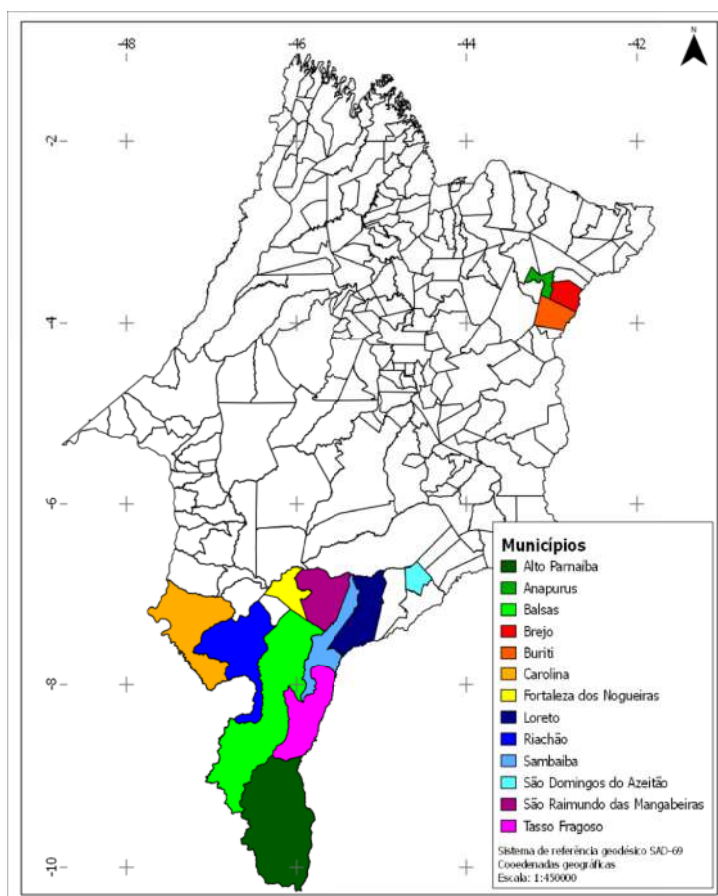 N
-48 -46 -44 -42
-2
-4
-6
-8
-10
Municípios
Alto Parnaíba
Anapurus
Balsas
Brejo
Buriti
Carolina
Fortaleza dos Nogueiras
Loreto
Riachão
Sambaiba
São Domingos do Azeitão
São Raimundo das Mangabeiras
Tasso Fragoso
Sistema de referência geodésico SAD-69
Cooedenadas geográficas
Escala: 1:450000